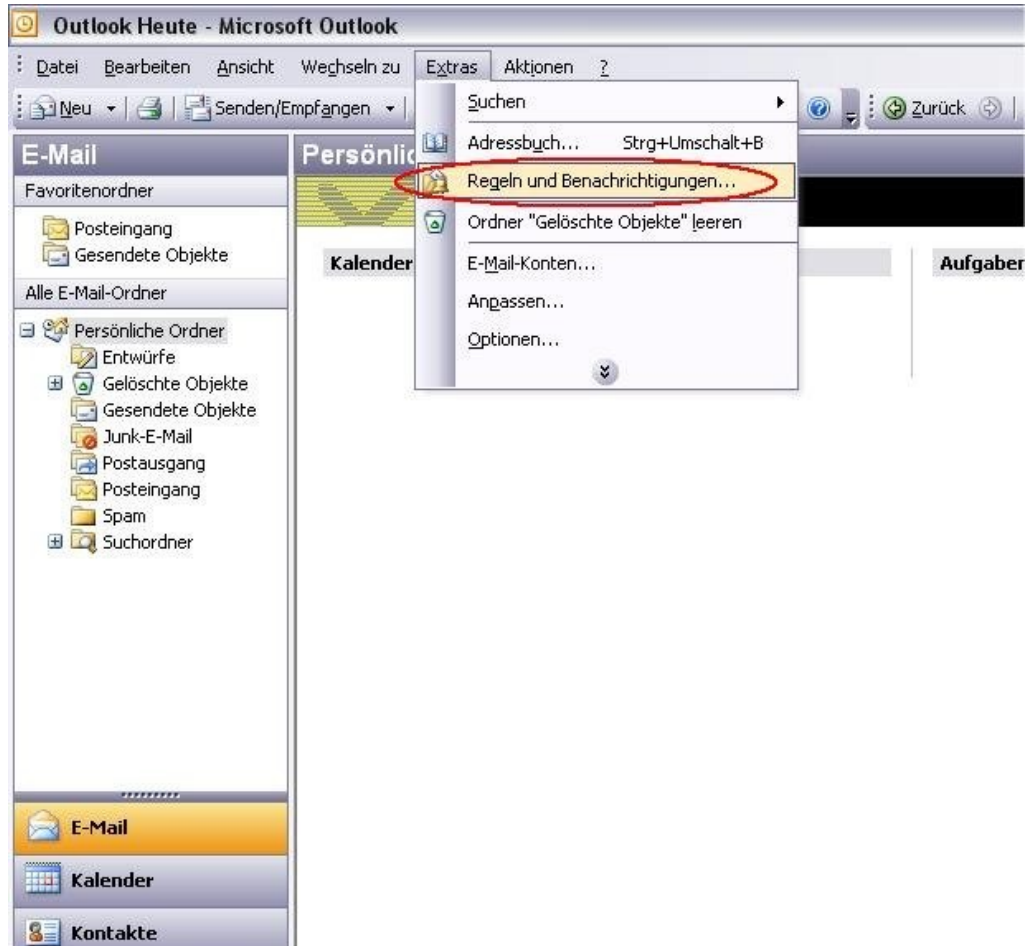 Outlook Heute - Microsoft Outlook
Datei Bearbeiten Ansicht Wechseln zu Extras Aktionen ?
Neu Senden/Empfangen Zurück
Suchen
Adressbuch... Strg+Umschalt+B
Regeln und Benachrichtigungen...
Ordner "Gelöschte Objekte" leeren
E-Mail-Konten...
Anpassen...
Optionen...
E-Mail
Favoritenordner
Posteingang
Gesendete Objekte
Alle E-Mail-Ordner
Persönliche Ordner
Entwürfe
Gelöschte Objekte
Gesendete Objekte
Junk-E-Mail
Postausgang
Posteingang
Spam
Suchordner
E-Mail
Kalender
Kontakte
Persönlic
Kalender Aufgaben